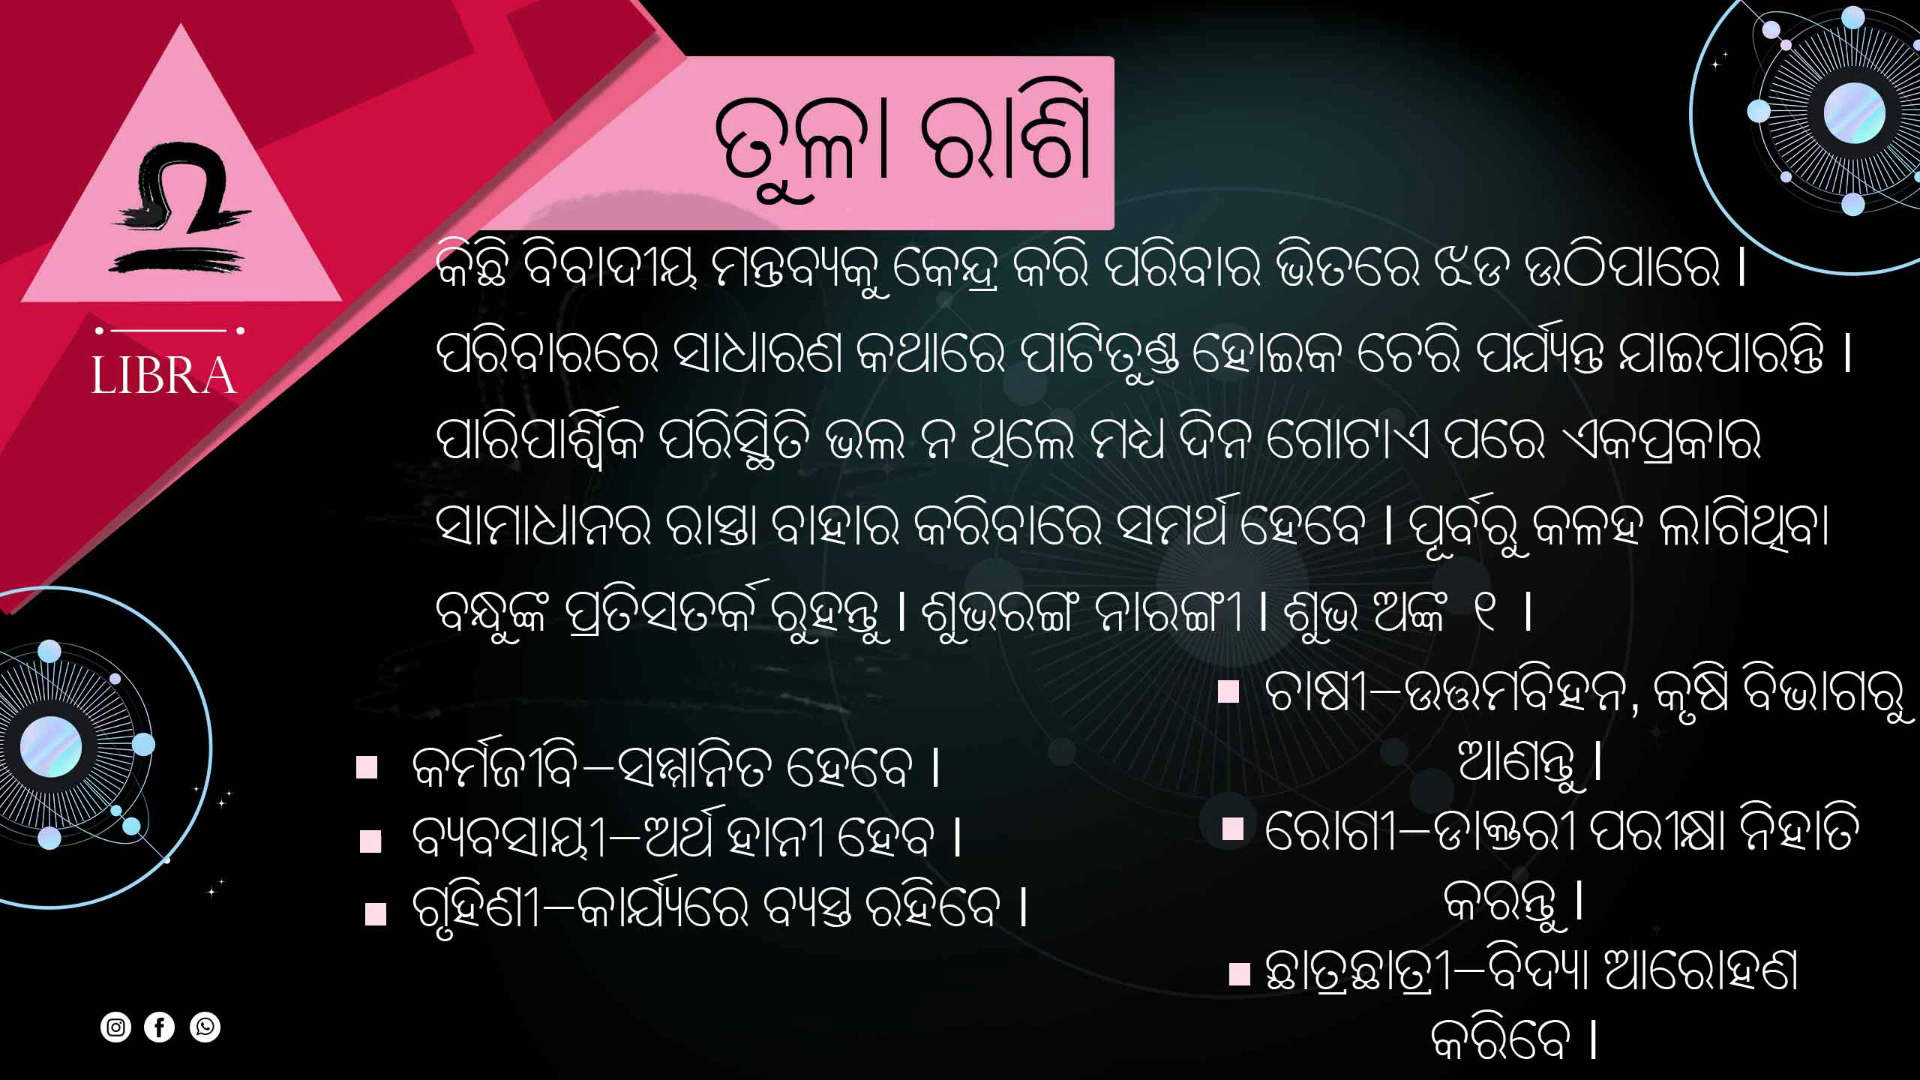 ତୁଳା ରାଶି
LIBRA
କିଛି ବିବାଦୀୟ ମନ୍ତବ୍ୟକୁ କେନ୍ଦ୍ର କରି ପରିବାର ଭିତରେ ଝଡ ଉଠିପାରେ ।
ପରିବାରରେ ସାଧାରଣ କଥାରେ ପାଟିତୁଣ୍ଡ ହୋଇକ ଚେରି ପର୍ଯ୍ୟନ୍ତ ଯାଇପାରନ୍ତି ।
ପାରିପାର୍ଶ୍ଵିକ ପରିସ୍ଥିତି ଭଲ ନ ଥିଲେ ମଧ୍ୟ ଦିନ ଗୋଟାଏ ପରେ ଏକପ୍ରକାର
ସାମାଧାନର ରାସ୍ତା ବାହାର କରିବାରେ ସମର୍ଥ ହେବେ । ପୂର୍ବରୁ କଳହ ଲାଗିଥିବା
ବନ୍ଧୁଙ୍କ ପ୍ରତିସତର୍କ ରୁହନ୍ତୁ । ଶୁଭରଙ୍ଗ ନାରଙ୍ଗୀ । ଶୁଭ ଅଙ୍କ ୧ ।
କର୍ମଜୀବି–ସମ୍ମାନିତ ହେବେ ।
ବ୍ୟବସାୟୀ–ଅର୍ଥ ହାନୀ ହେବ ।
ଗୃହିଣୀ–କାର୍ଯ୍ୟରେ ବ୍ୟସ୍ତ ରହିବେ ।
ଚାଷୀ–ଉତ୍ତମବିହନ, କୃଷି ବିଭାଗରୁ
ଆଣନ୍ତୁ ।
ରୋଗୀ–ଡାକ୍ତରୀ ପରୀକ୍ଷା ନିହାତି
କରନ୍ତୁ ।
ଛାତ୍ରଛାତ୍ରୀ–ବିଦ୍ୟା ଆରୋହଣ
କରିବେ ।